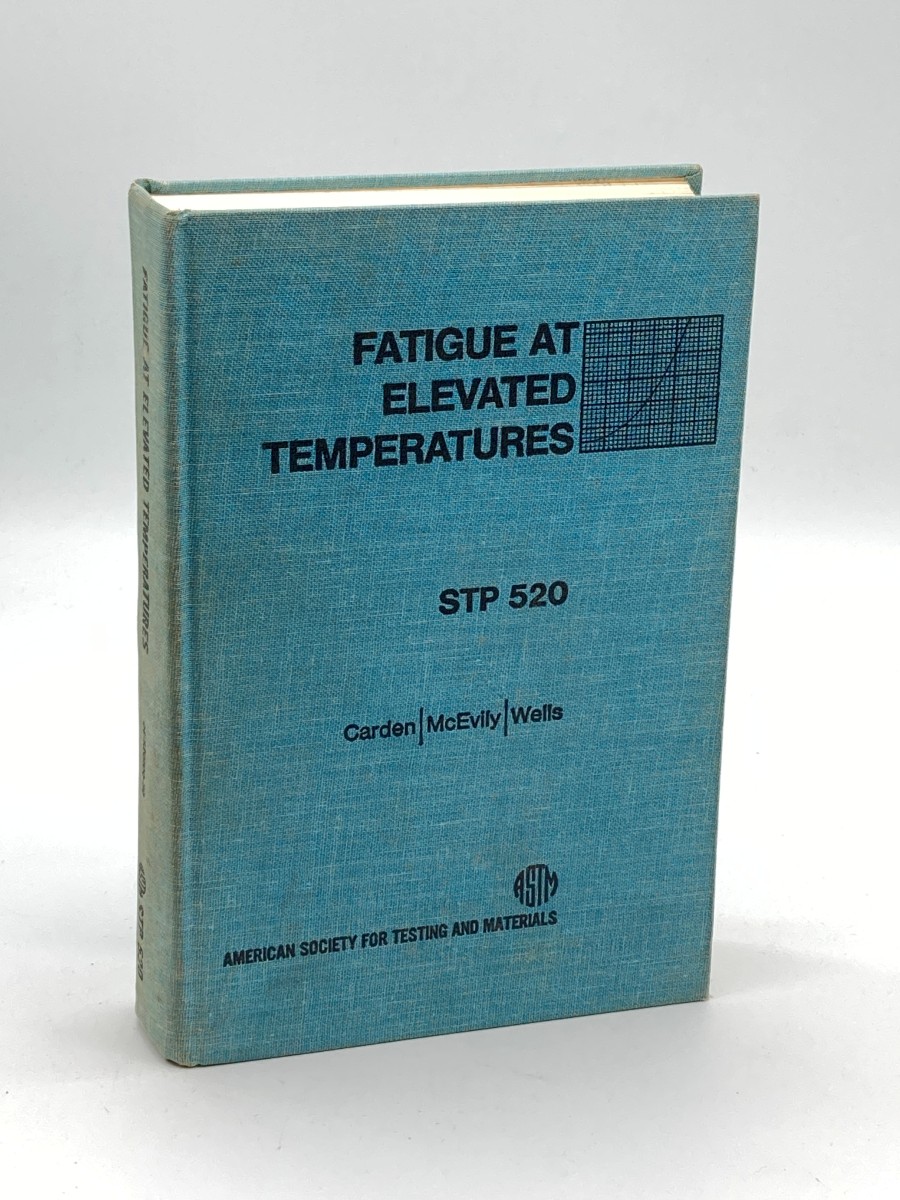 FATIGUE AT
ELEVATED
TEMPERATURES
STP 520
Carden|McEvily|Wells
ASTM
AMERICAN SOCIETY FOR TESTING AND MATERIALS
FATIGUE AT ELEVATED TEMPERATURES
STP 520